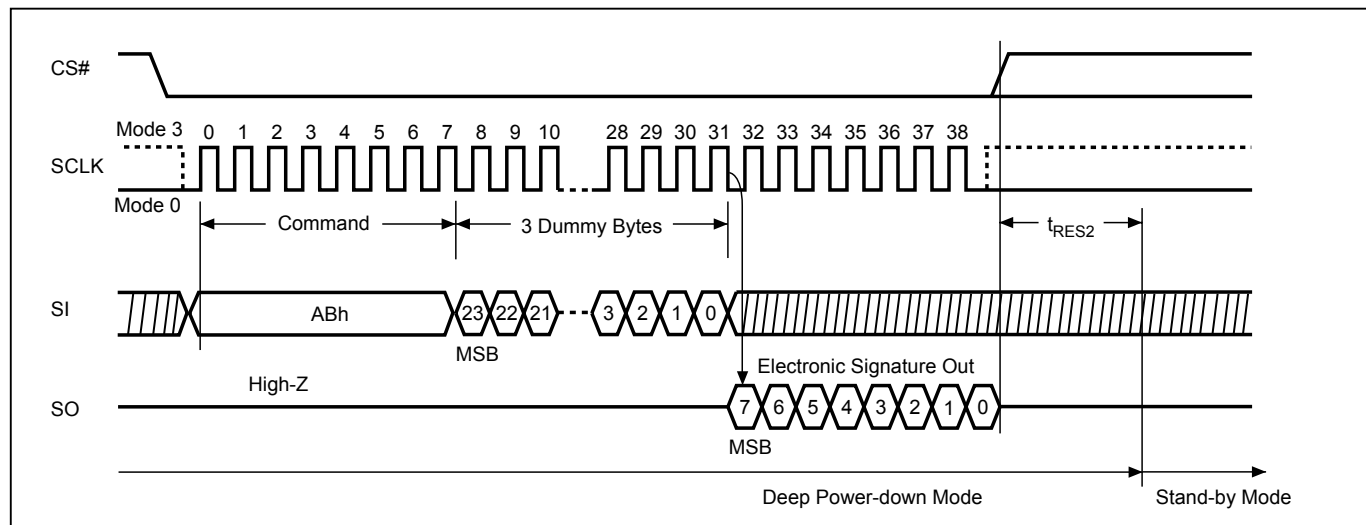 CS#
Mode 3
0 1 2 3 4 5 6 7 8 9 10 28 29 30 31 32 33 34 35 36 37 38
SCLK
Mode 0
Command
3 Dummy Bytes
tRES2
SI
ABh
23 22 21 3 2 1 0
MSB
Electronic Signature Out
High-Z
SO
7 6 5 4 3 2 1 0
MSB
Deep Power-down Mode
Stand-by Mode